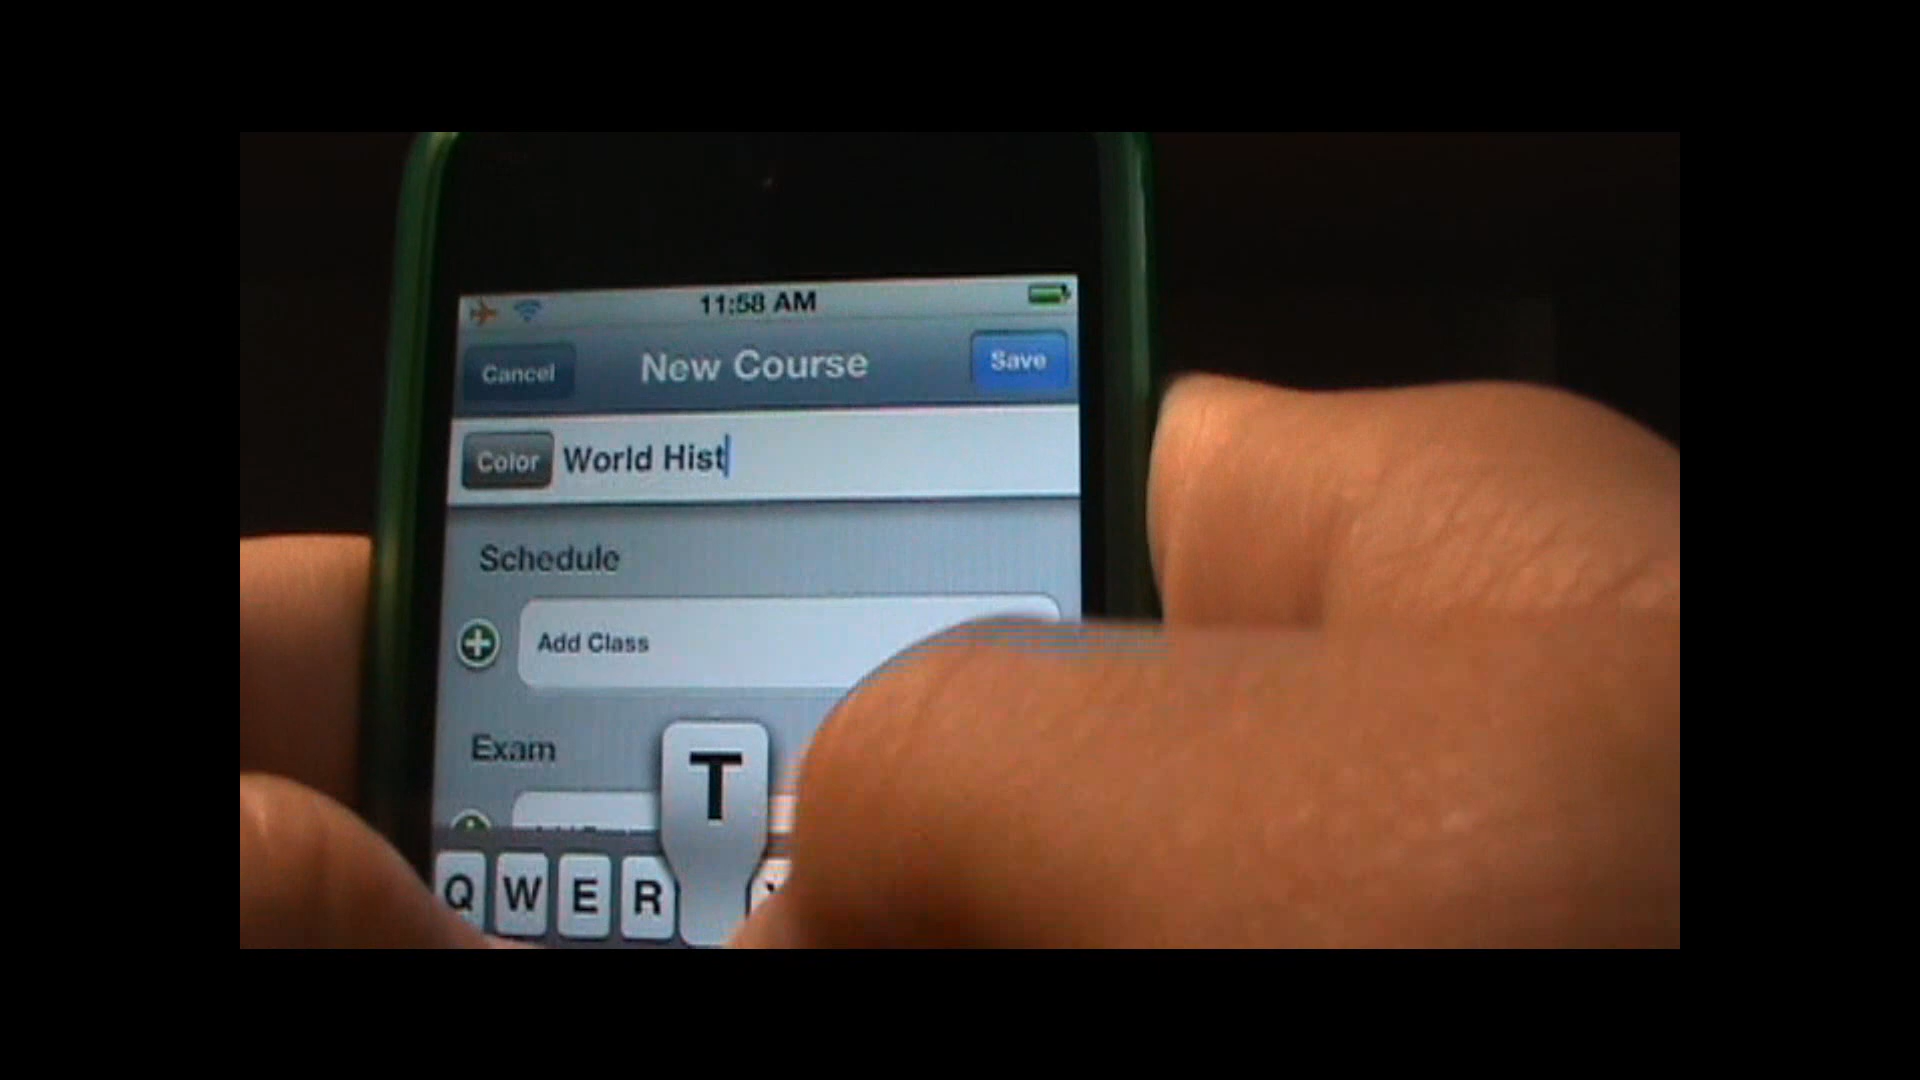 11:58 AM
Cancel New Course Save
Color World Hist
Schedule
Add Class
Exam
T
Q W E R